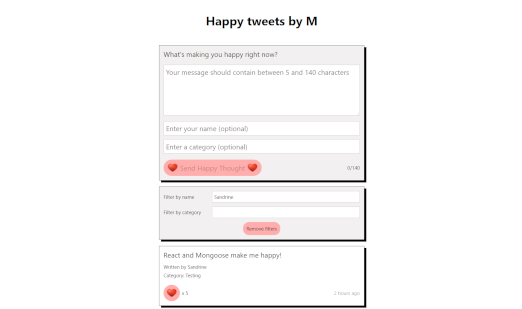 Happy tweets by M
What's making you happy right now?
Your message should contain between 5 and 140 characters
Enter your name (optional)
Enter a category (optional)
Send Happy Thought
0/140
Filter by name
Sandrine
Filter by category
Remove filters
React and Mongoose make me happy!
Written by Sandrine
Category: Testing
x 5
2 hours ago